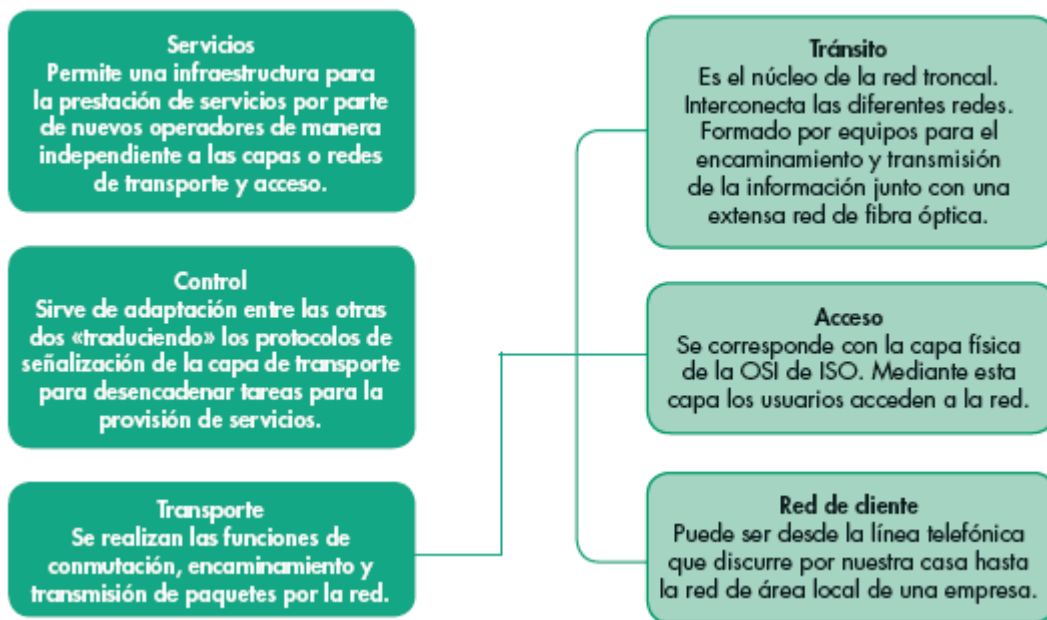 Servicios
Permite una infraestructura para
la prestación de servicios por parte
de nuevos operadores de manera
independiente a las capas o redes
de transporte y acceso.
Control
Sirve de adaptación entre las otras
dos «traduciendo» los protocolos de
señalización de la capa de transporte
para desencadenar tareas para la
provisión de servicios.
Transporte
Se realizan las funciones de
conmutación, encaminamiento y
transmisión de paquetes por la red.
Tránsito
Es el núcleo de la red troncal.
Interconecta las diferentes redes.
Formado por equipos para el
encaminamiento y transmisión
de la información junto con una
extensa red de fibra óptica.
Acceso
Se corresponde con la capa física
de la OSI de ISO. Mediante esta
capa los usuarios acceden a la red.
Red de cliente
Puede ser desde la línea telefónica
que discurre por nuestra casa hasta
la red de área local de una empresa.